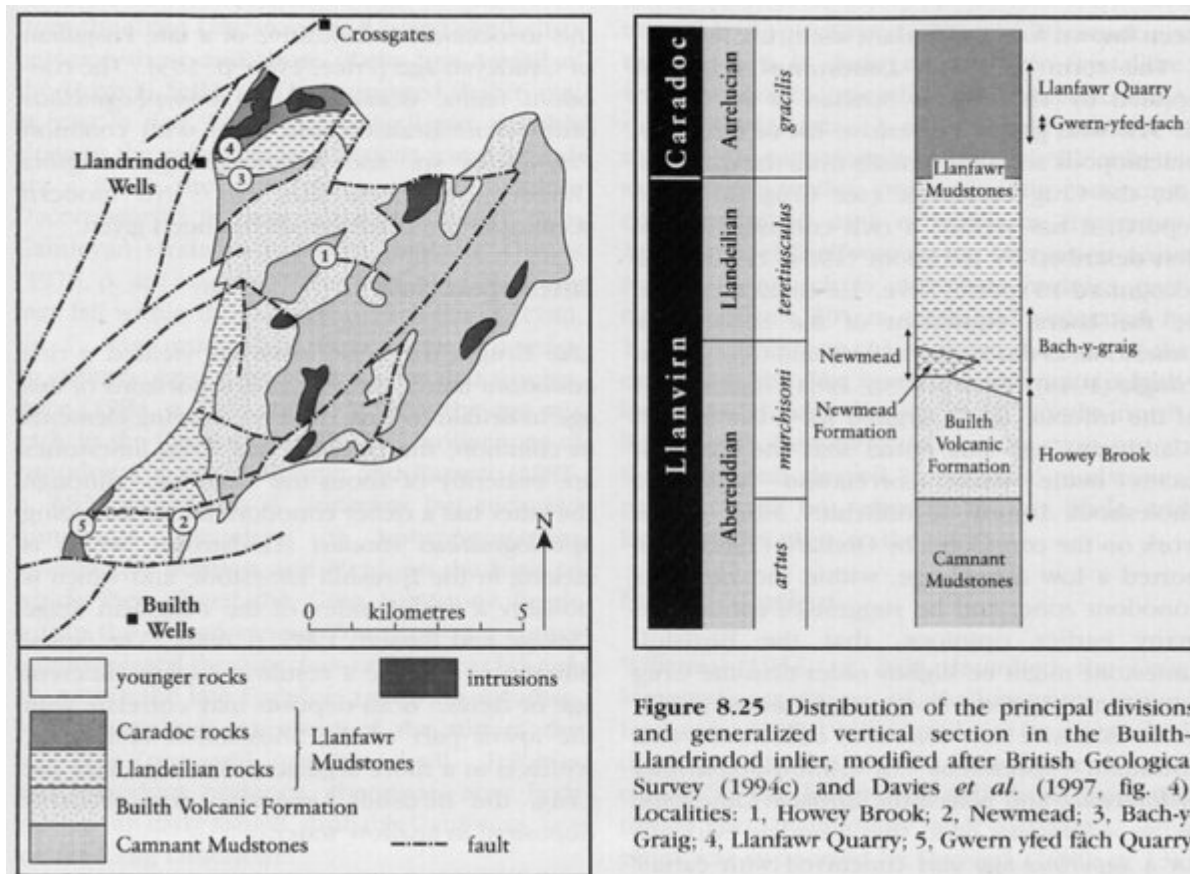 Crossgates
Llandrindod
Wells
4
3
1
5
2
N
Builth
Wells
0 kilometres 5
younger rocks
intrusions
Caradoc rocks
Llanfawr
Mudstones
Llandeilian rocks
Builth Volcanic Formation
Camnant Mudstones
fault
Caradoc
Llanvirn
Aurelucian
Llandeilian
Abereiddian
gracilis
teretiusculus
murchisoni
artus
Llanfawr
Mudstones
Newmead
Newmead
Formation
Builth
Volcanic
Formation
Camnant
Mudstones
Llanfawr Quarry
Gwern-yfed-fach
Bach-y-graig
Howey Brook
Figure 8.25 Distribution of the principal divisions
and generalized vertical section in the Builth–
Llandrindod inlier, modified after British Geological
Survey (1994c) and Davies et al. (1997, fig. 4).
Localities: 1, Howey Brook; 2, Newmead; 3, Bach-y
Graig; 4, Llanfawr Quarry; 5, Gwern yfed fâch Quarry